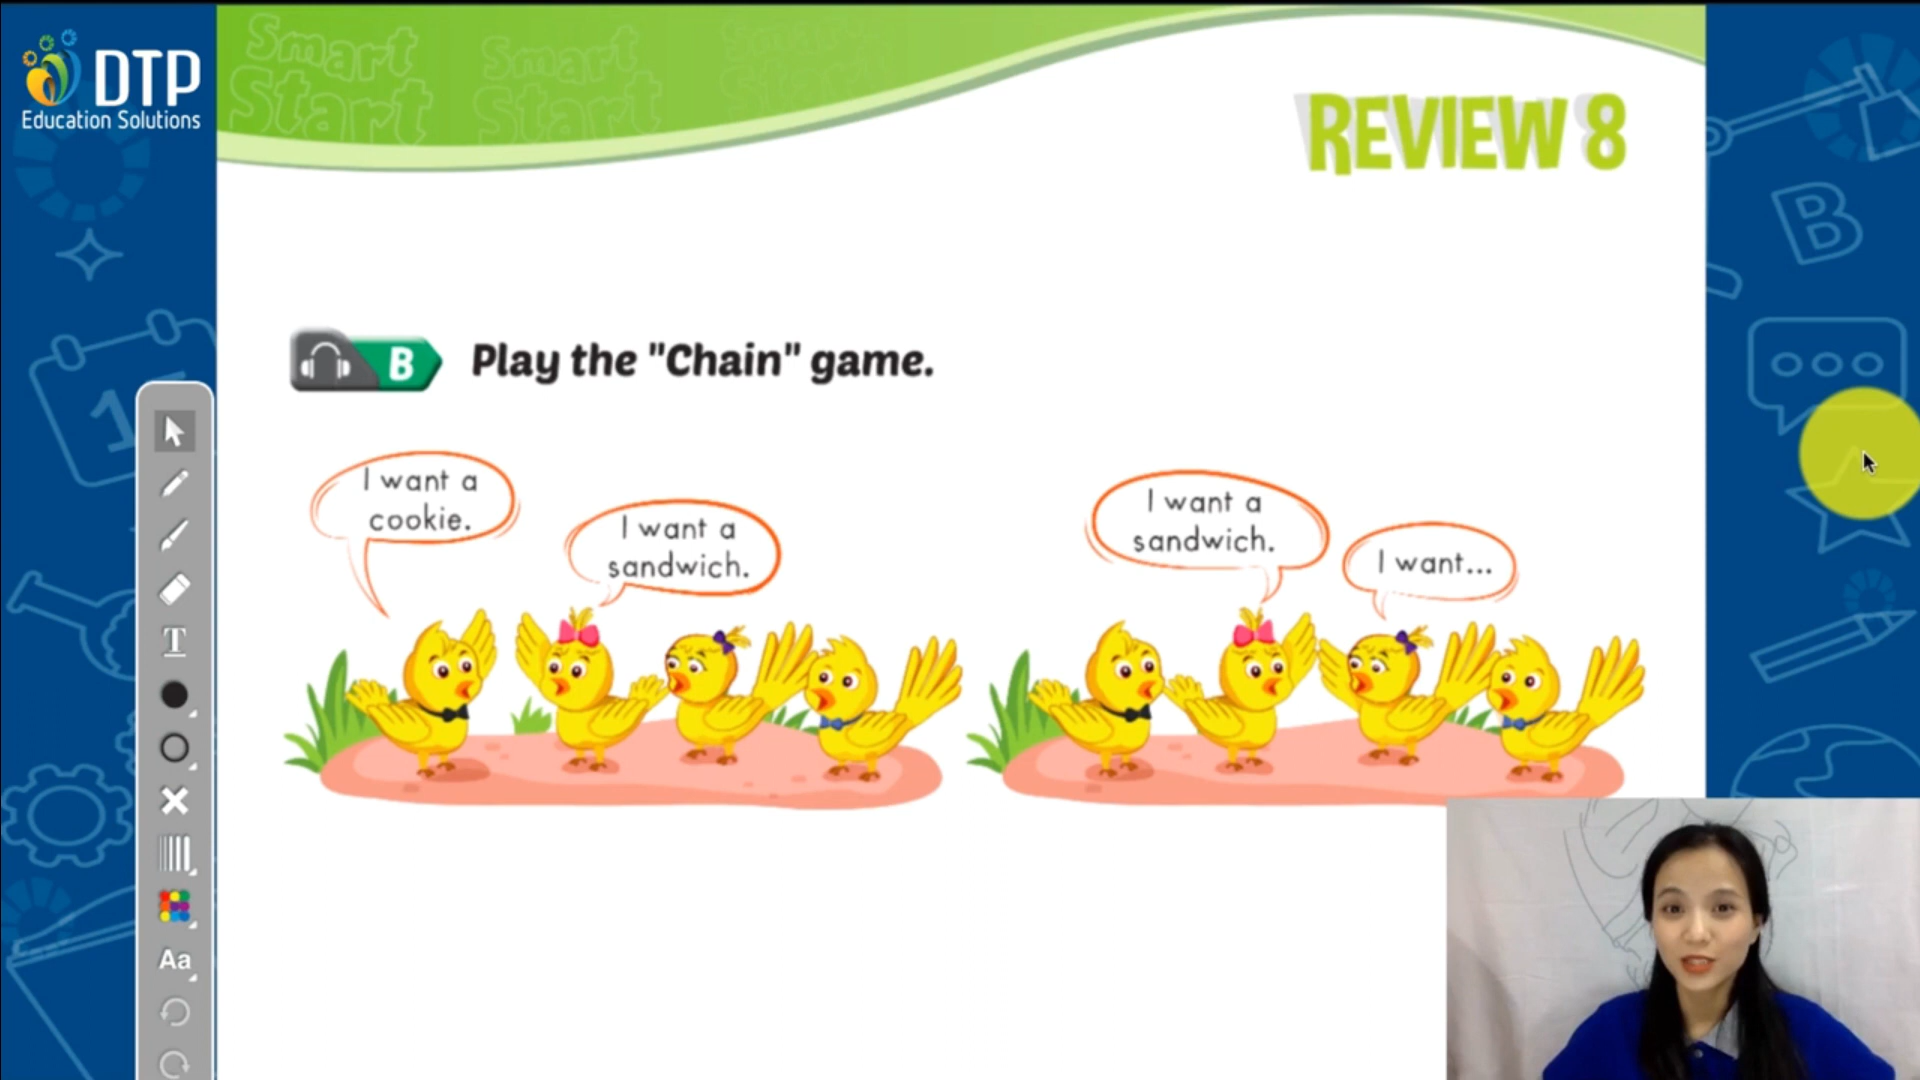 DTP
Education Solutions
Smart
Start
Smart
Start
REVIEW 8
B
Play the "Chain" game.
I want a
cookie.
I want a
sandwich.
I want a
sandwich.
I want...
B
1
T
Aa